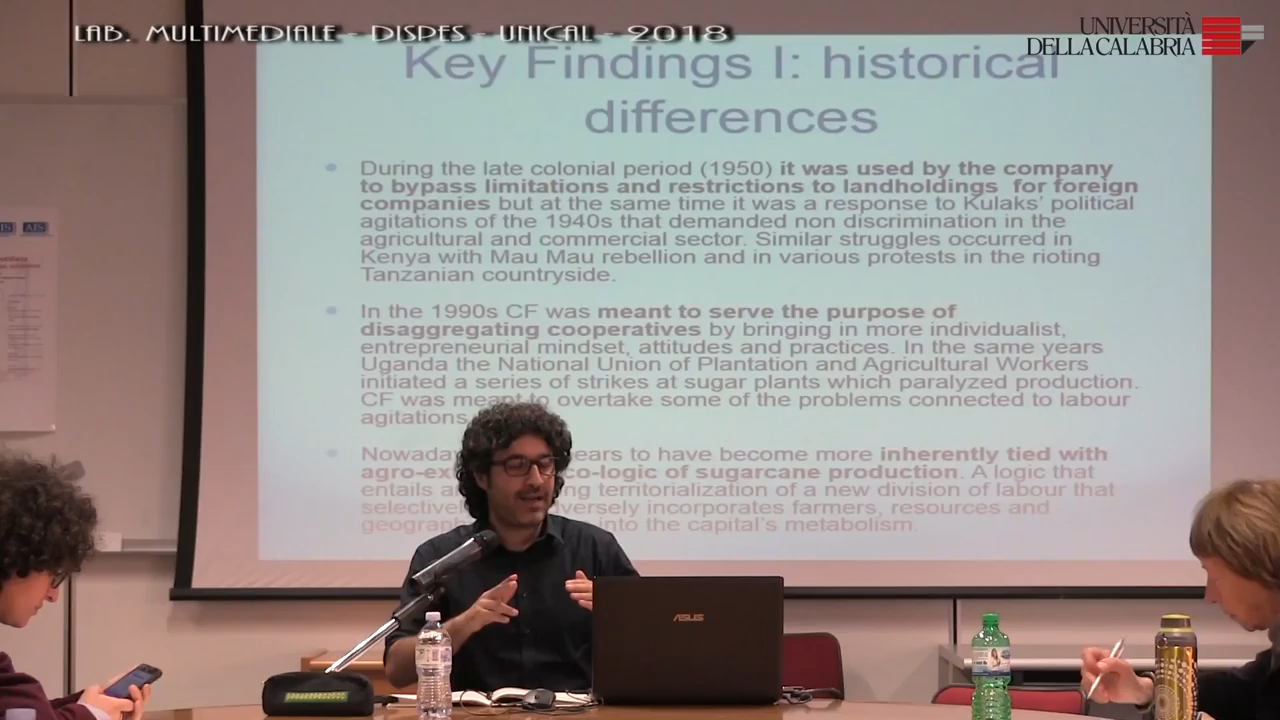 LAB. MULTIMEDIALE - DISPES - UNICAL - 2018
UNIVERSITÀ
DELLA CALABRIA
Key Findings I: historical
differences
During the late colonial period (1950) it was used by the company
to bypass limitations and restrictions to landholdings for foreign
companies but at the same time it was a response to Kulaks' political
agitations of the 1940s that demanded non discrimination in the
agricultural and commercial sector. Similar struggles occurred in
Kenya with Mau Mau rebellion and in various protests in the rioting
Tanzanian countryside.
In the 1990s CF was meant to serve the purpose of
disaggregating cooperatives by bringing in more individualist,
entrepreneurial mindset, attitudes and practices. In the same years
Uganda the National Union of Plantation and Agricultural Workers
initiated a series of strikes at sugar plants which paralyzed production.
CF was meant to overtake some of the problems connected to labour
agitations
to have become more inherently tied with
of sugarcane production. A logic that
entails territorialization of a new division of labour that
incorporates farmers, resources and
into the capital's metabolism.
AIS
ASUS